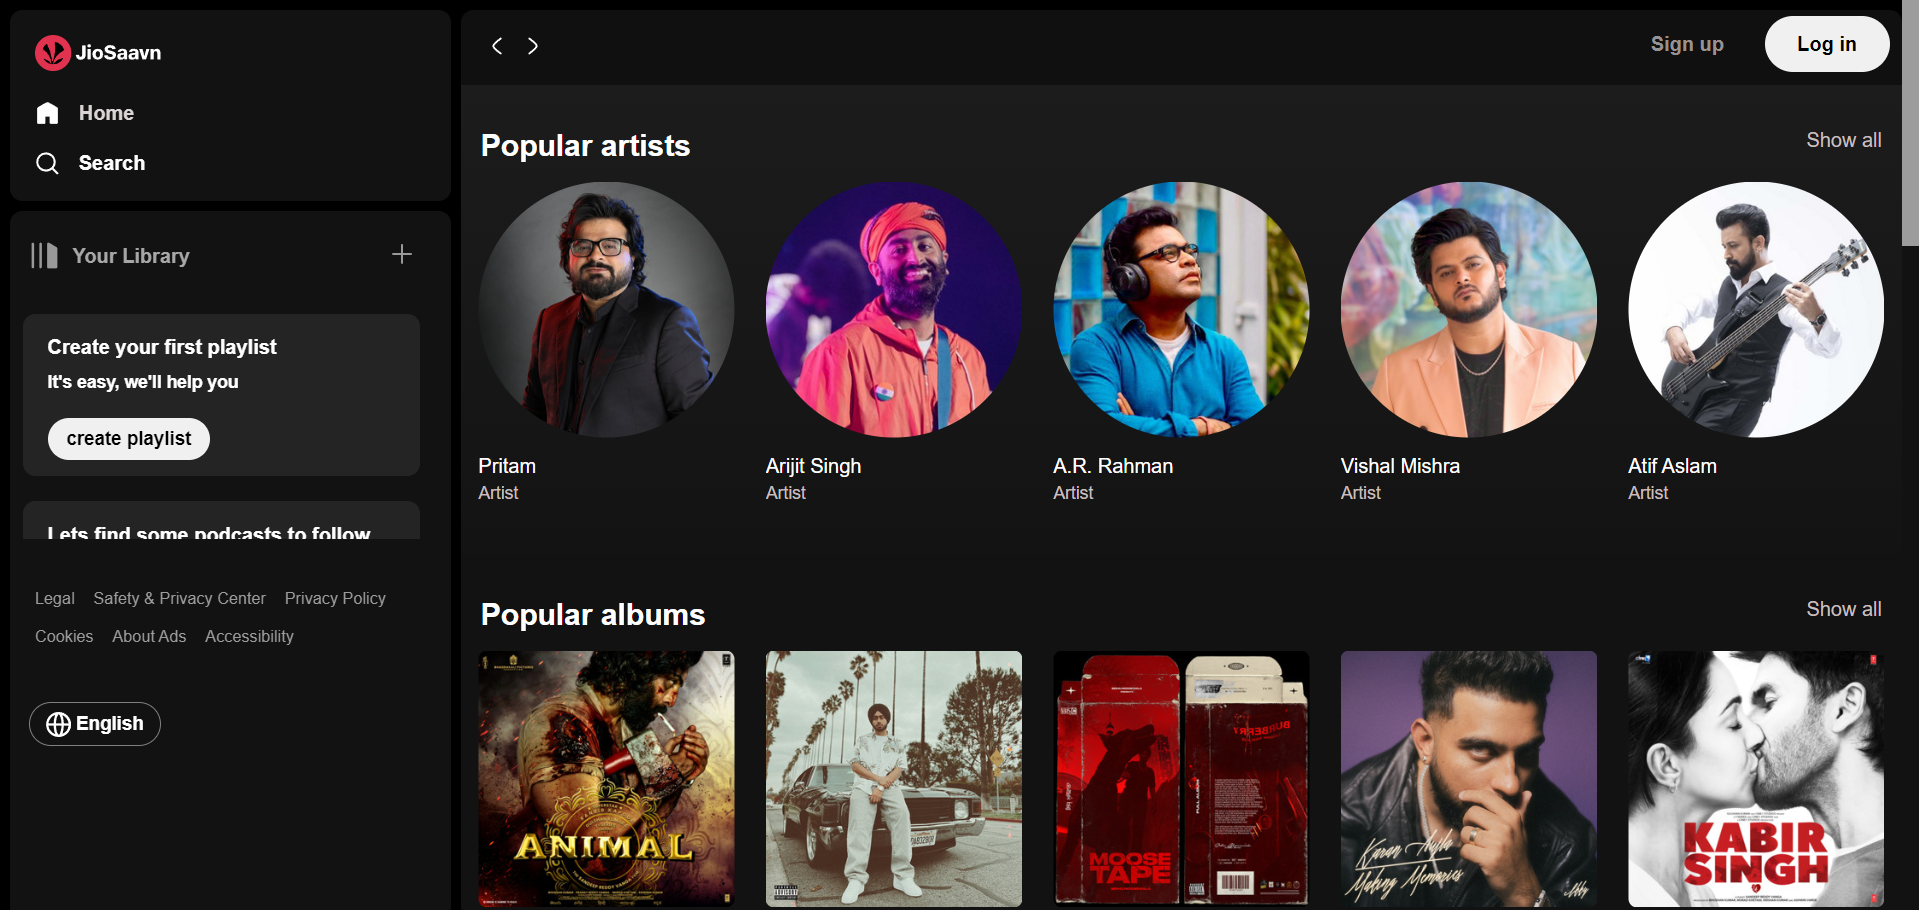 JioSaavn
Home
Search
Your Library
Create your first playlist
It's easy, we'll help you
create playlist
Lets find some podcasts to follow
Legal Safety & Privacy Center Privacy Policy
Cookies About Ads Accessibility
English
Sign up Log in
Popular artists Show all
Pritam
Artist
Arijit Singh
Artist
A.R. Rahman
Artist
Vishal Mishra
Artist
Atif Aslam
Artist
Popular albums Show all
ANIMAL
BURBERRY
MOOSE
TAPE
Karan Aujla
Making Memories
KABIR
SINGH